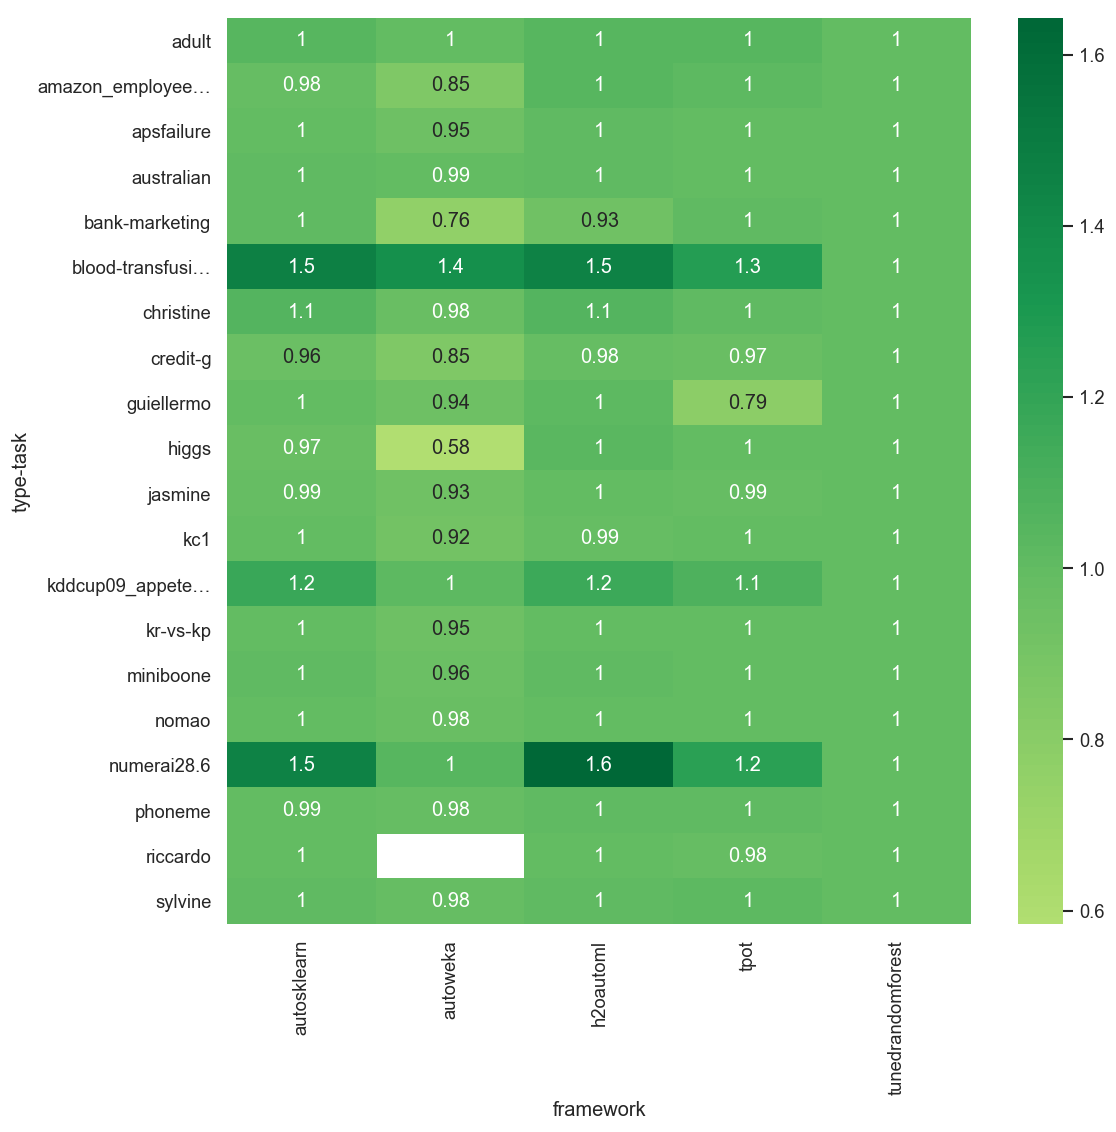 adult 1 1 1 1 1
amazon_employee… 0.98 0.85 1 1 1
apsfailure 1 0.95 1 1 1
australian 1 0.99 1 1 1
bank-marketing 1 0.76 0.93 1 1
blood-transfusi… 1.5 1.4 1.5 1.3 1
christine 1.1 0.98 1.1 1 1
credit-g 0.96 0.85 0.98 0.97 1
guiellermo 1 0.94 1 0.79 1
higgs 0.97 0.58 1 1 1
jasmine 0.99 0.93 1 0.99 1
kc1 1 0.92 0.99 1 1
kddcup09_appete… 1.2 1 1.2 1.1 1
kr-vs-kp 1 0.95 1 1 1
miniboone 1 0.96 1 1 1
nomao 1 0.98 1 1 1
numerai28.6 1.5 1 1.6 1.2 1
phoneme 0.99 0.98 1 1 1
riccardo 1 1 0.98 1
sylvine 1 0.98 1 1 1
type-task
autosklearn
autoweka
h2oautoml
tpot
tunedrandomforest
framework
1.6
1.4
1.2
1.0
0.8
0.6